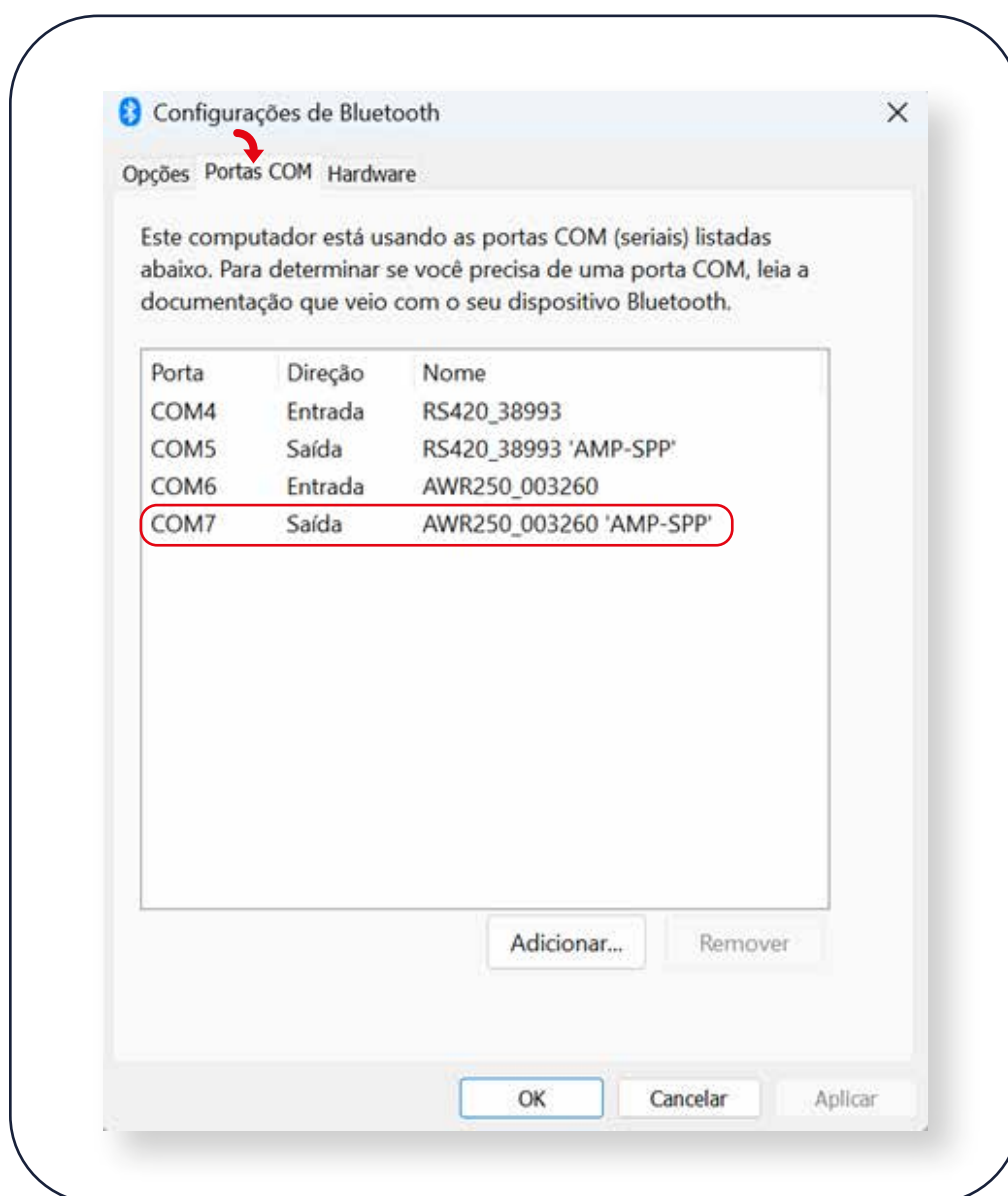 Configurações de Bluetooth
Opções Portas COM Hardware
Este computador está usando as portas COM (seriais) listadas
abaixo. Para determinar se você precisa de uma porta COM, leia a
documentação que veio com o seu dispositivo Bluetooth.
Porta Direção Nome
COM4 Entrada RS420_38993
COM5 Saída RS420_38993 'AMP-SPP'
COM6 Entrada AWR250_003260
COM7 Saída AWR250_003260 'AMP-SPP'
Adicionar... Remover
OK Cancelar Aplicar